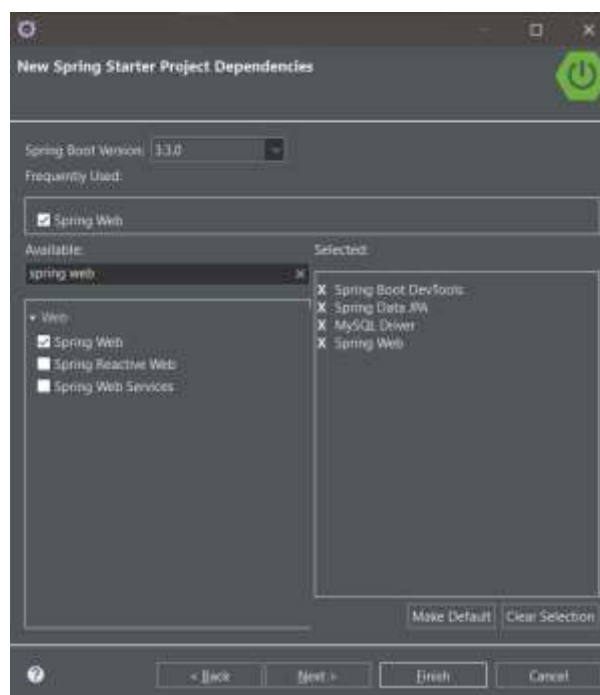 New Spring Starter Project Dependencies
Spring Boot Version: 3.3.0
Frequently Used:
Spring Web
Available:
spring web
Web
Spring Web
Spring Reactive Web
Spring Web Services
Selected:
X Spring Boot DevTools
X Spring Data JPA
X MySQL Driver
X Spring Web
Make Default Clear Selection
< Back Next > Finish Cancel